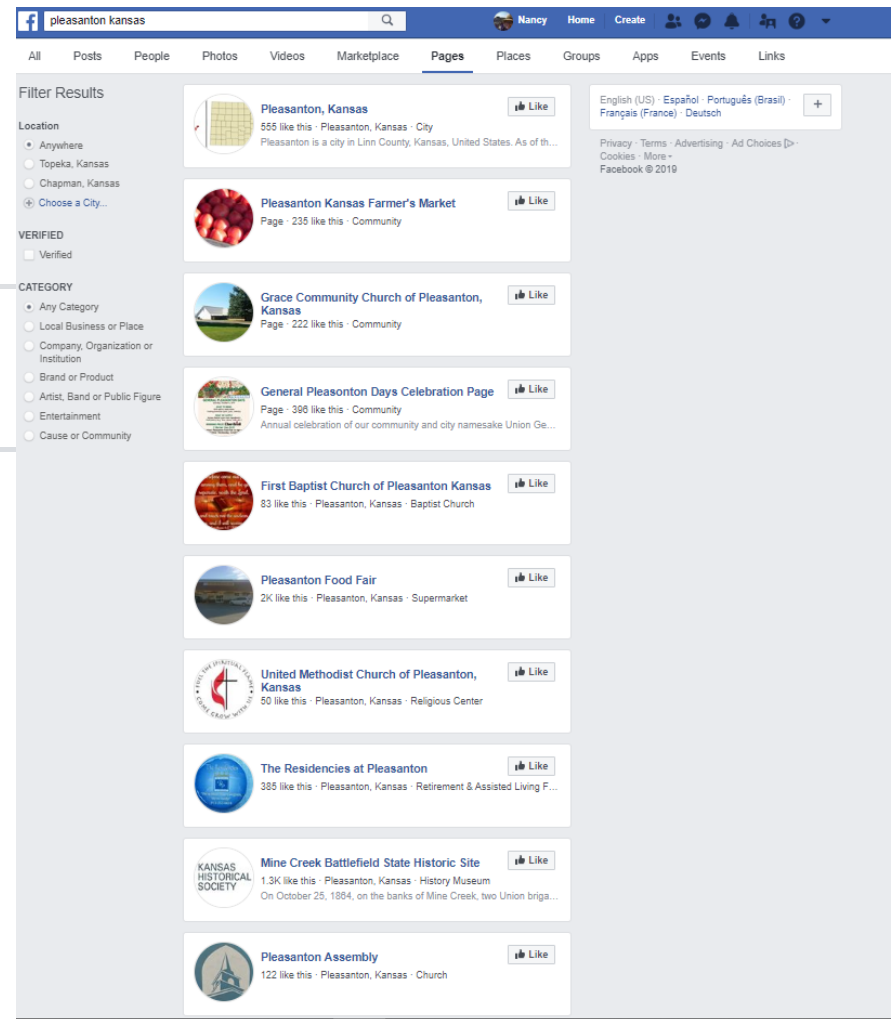 pleasanton kansas
Nancy Home Create
All Posts People Photos Videos Marketplace Pages Places Groups Apps Events Links
Filter Results
Location
Anywhere
Topeka, Kansas
Chapman, Kansas
Choose a City...
VERIFIED
Verified
CATEGORY
Any Category
Local Business or Place
Company, Organization or
Institution
Brand or Product
Artist, Band or Public Figure
Entertainment
Cause or Community
Pleasanton, Kansas
Like
555 like this · Pleasanton, Kansas · City
Pleasanton is a city in Linn County, Kansas, United States. As of th...
Pleasanton Kansas Farmer's Market
Like
Page · 235 like this · Community
Grace Community Church of Pleasanton,
Kansas
Like
Page · 222 like this · Community
General Pleasonton Days Celebration Page
Like
Page · 396 like this · Community
Annual celebration of our community and city namesake Union Ge...
First Baptist Church of Pleasanton Kansas
Like
83 like this · Pleasanton, Kansas · Baptist Church
Pleasanton Food Fair
Like
2K like this · Pleasanton, Kansas · Supermarket
United Methodist Church of Pleasanton,
Kansas
Like
50 like this · Pleasanton, Kansas · Religious Center
The Residencies at Pleasanton
Like
385 like this · Pleasanton, Kansas · Retirement & Assisted Living F...
KANSAS
HISTORICAL
SOCIETY
Mine Creek Battlefield State Historic Site
Like
1.3K like this · Pleasanton, Kansas · History Museum
On October 25, 1864, on the banks of Mine Creek, two Union briga...
Pleasanton Assembly
Like
122 like this · Pleasanton, Kansas · Church
English (US) · Español · Português (Brasil) ·
Français (France) · Deutsch
Privacy · Terms · Advertising · Ad Choices ·
Cookies · More
Facebook © 2019